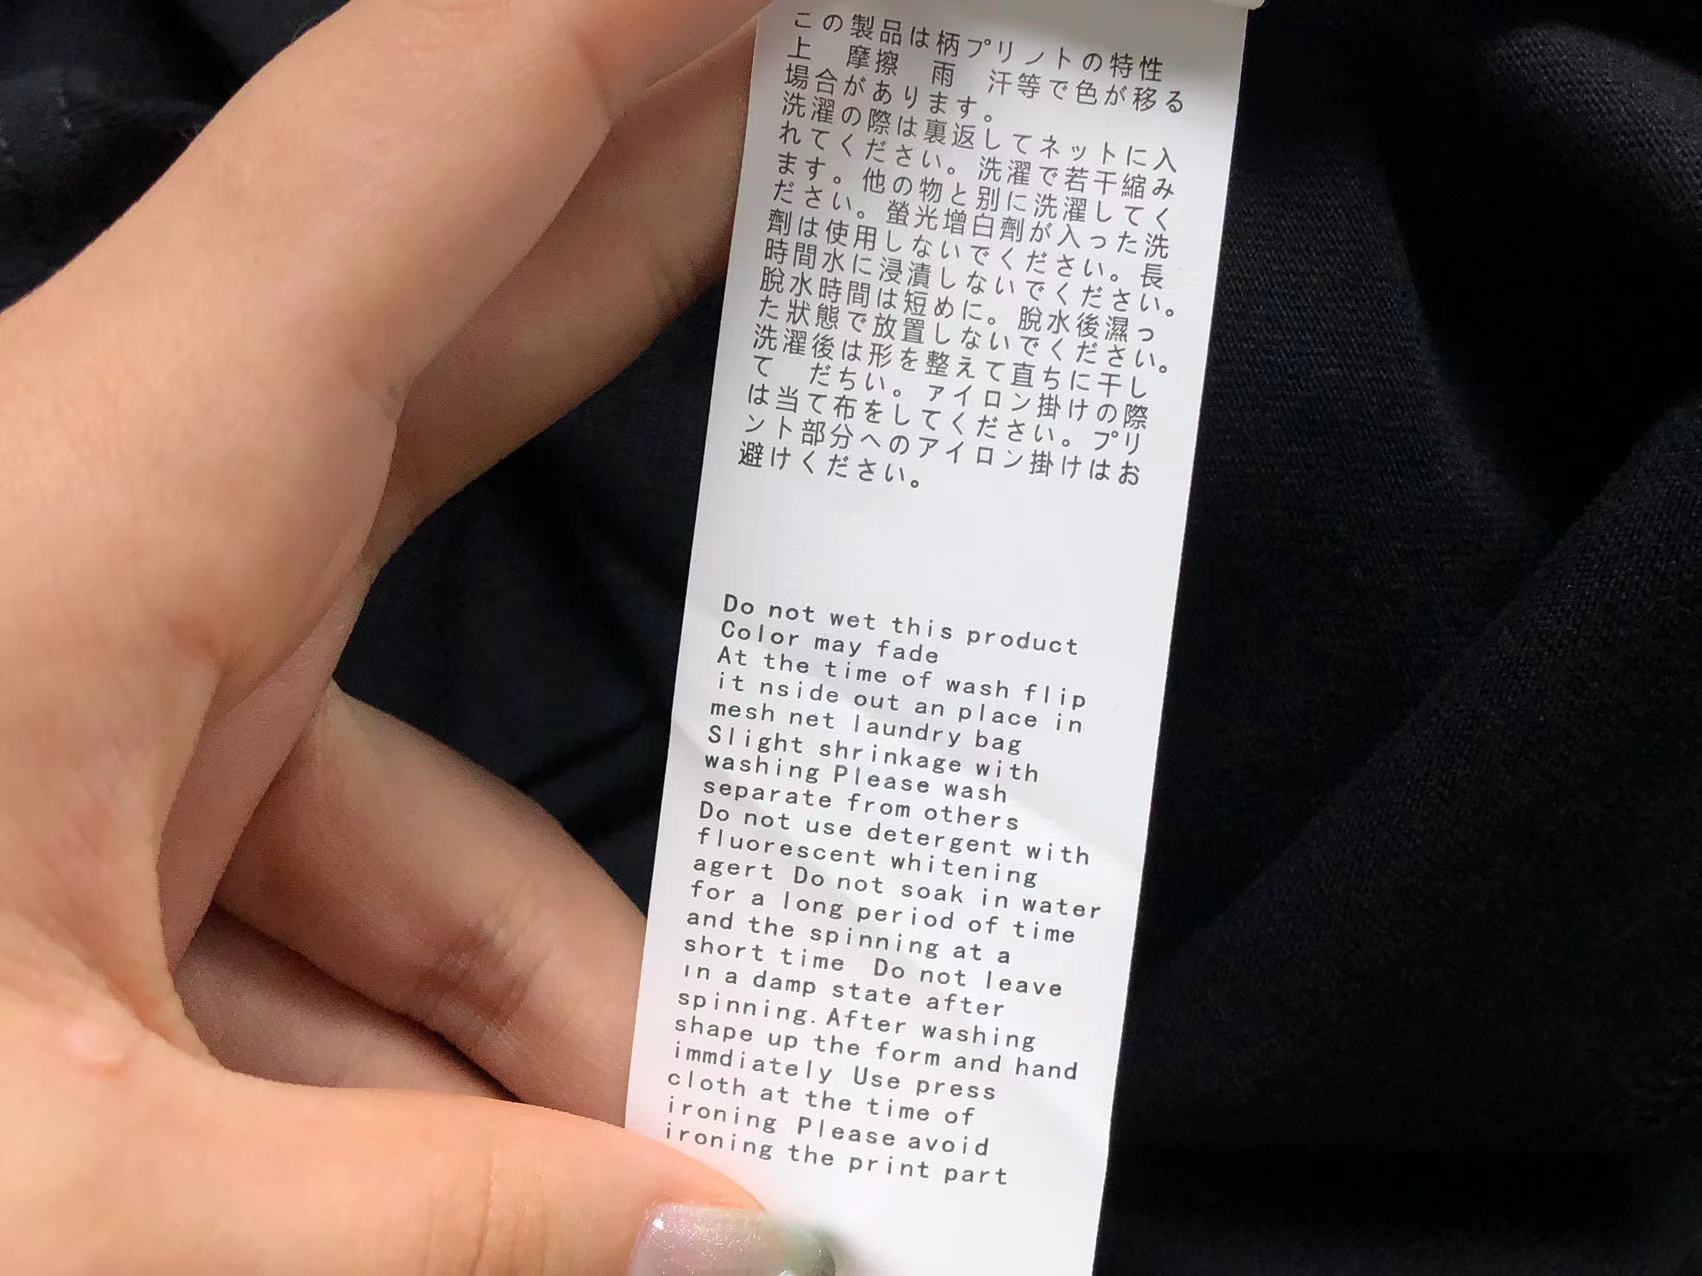 この製品は柄プリノトの特性
上　摩擦　雨　汗等で色が移る
場合があります。
洗濯の際は裏返してネットに入
れてください。洗濯で若干縮み
ます。他の物と別に洗濯してく
ださい。螢光增白劑が入った洗
劑は使用しないでください。長
時間水に浸漬しないでください。
脫水時間は短めに。脫水後濕っ
た狀態で放置しないでください。
洗濯後は形を整えて直ちに干し
て　だちい。ァイロン掛けの際
は当て布をしてください。プリ
ント部分へのアイロン掛けはお
避けください。
Do not wet this product
Color may fade
At the time of wash flip
it nside out an place in
mesh net laundry bag
Slight shrinkage with
washing Please wash
separate from others
Do not use detergent with
fluorescent whitening
agert Do not soak in water
for a long period of time
and the spinning at a
short time Do not leave
in a damp state after
spinning. After washing
shape up the form and hand
immdiately Use press
cloth at the time of
ironing Please avoid
ironing the print part